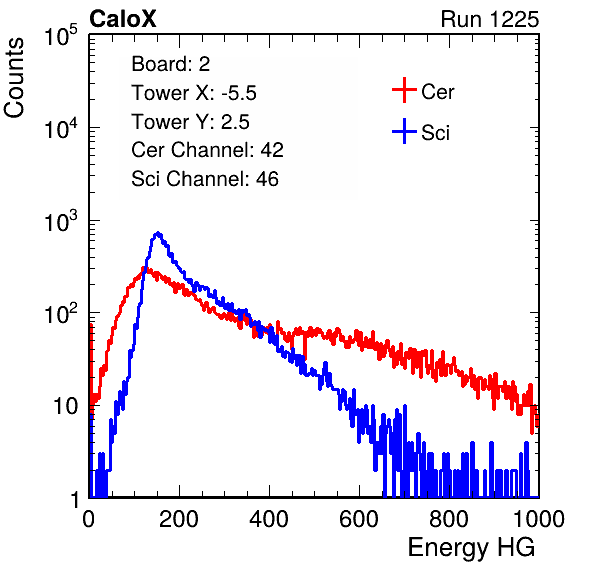 CaloX Run 1225
Counts
10^5
10^4
10^3
10^2
10
1
Board: 2
Tower X: -5.5
Tower Y: 2.5
Cer Channel: 42
Sci Channel: 46
Cer
Sci
0 200 400 600 800 1000
Energy HG